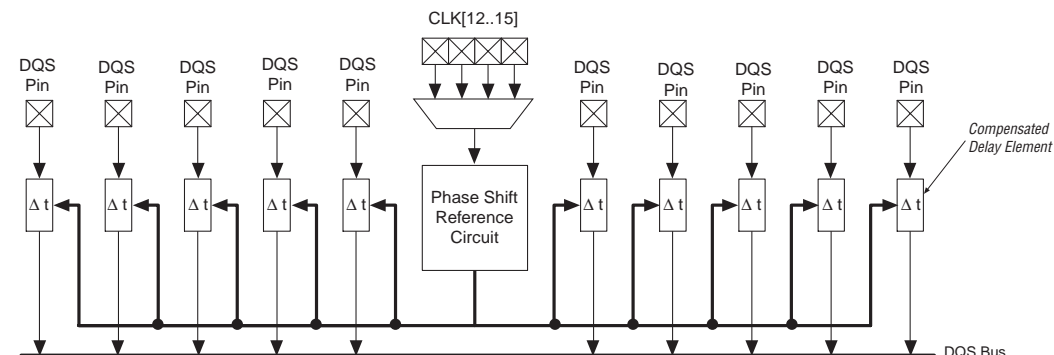 CLK[12..15]
DQS
Pin
DQS
Pin
DQS
Pin
DQS
Pin
DQS
Pin
DQS
Pin
DQS
Pin
DQS
Pin
DQS
Pin
DQS
Pin
Compensated
Delay Element
Δ t
Δ t
Δ t
Δ t
Δ t
Phase Shift
Reference
Circuit
Δ t
Δ t
Δ t
Δ t
Δ t
DQS Bus